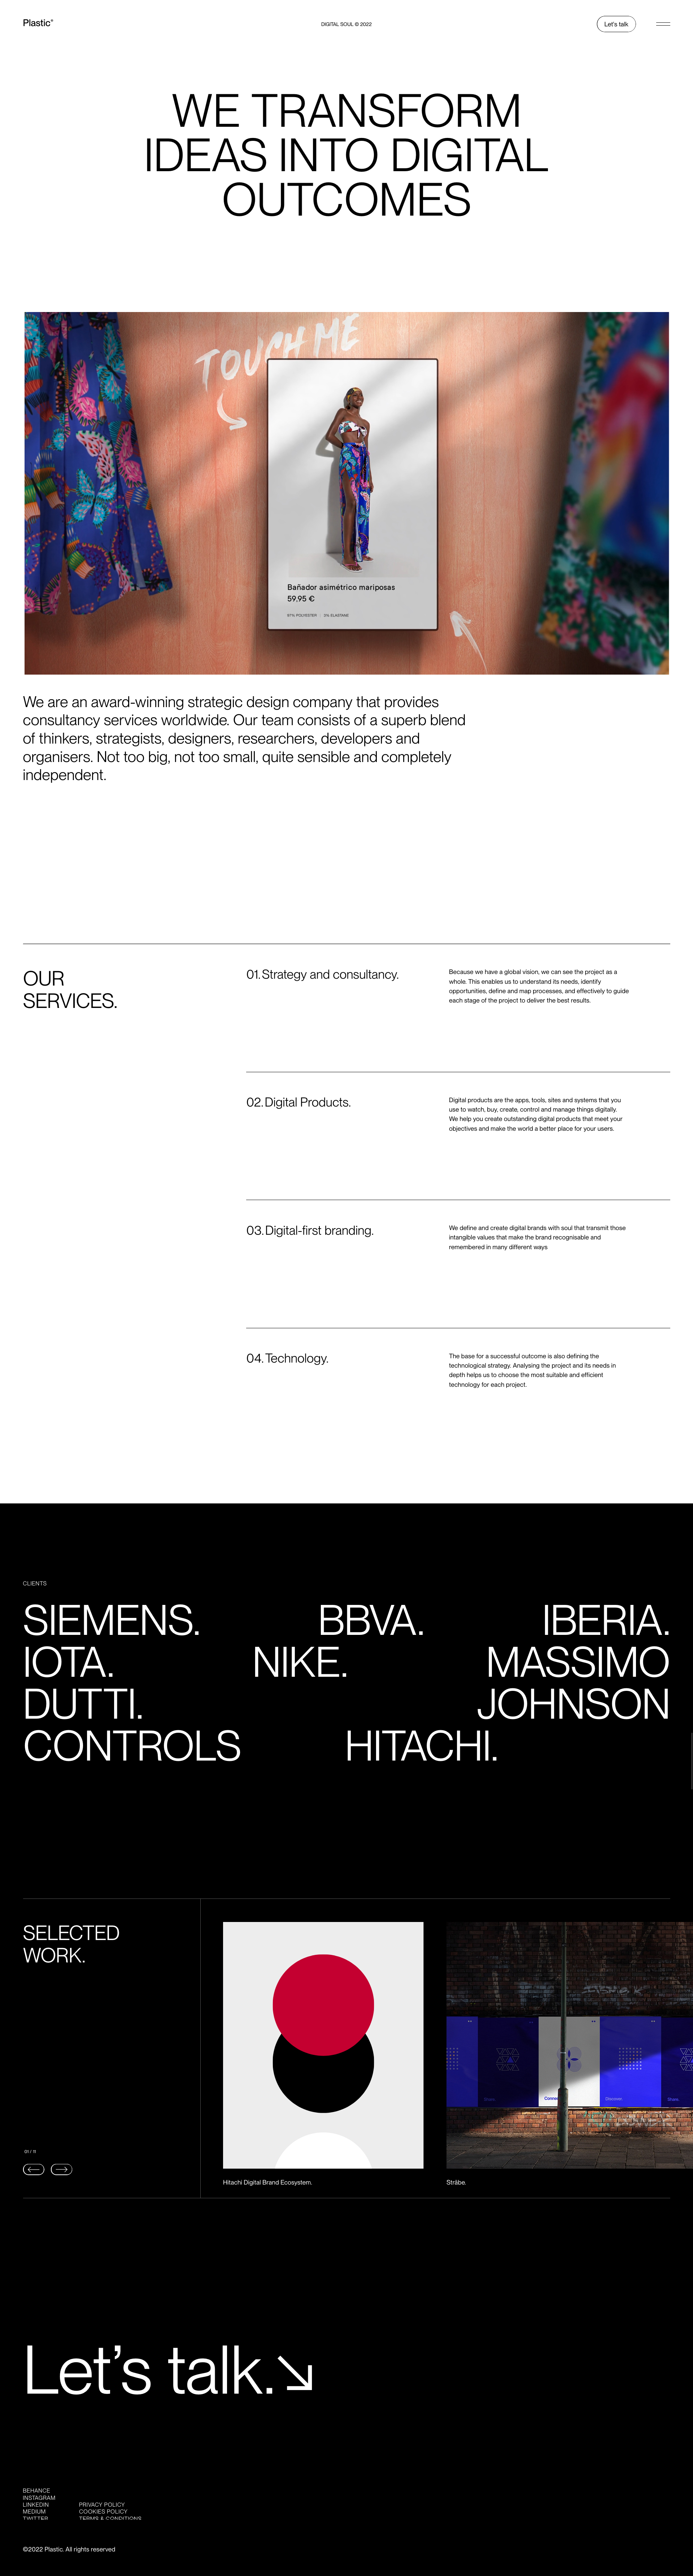 Plastic°
DIGITAL SOUL © 2022
Let's talk
WE TRANSFORM
IDEAS INTO DIGITAL
OUTCOMES
TOUCH ME
Bañador asimétrico mariposas
59.95 €
We are an award-winning strategic design company that provides
consultancy services worldwide. Our team consists of a superb blend
of thinkers, strategists, designers, researchers, developers and
organisers. Not too big, not too small, quite sensible and completely
independent.
OUR
SERVICES.
01. Strategy and consultancy.
Because we have a global vision, we can see the project as a
whole. This enables us to understand its needs, identify
opportunities, define and map processes, and effectively to guide
each stage of the project to deliver the best results.
02. Digital Products.
Digital products are the apps, tools, sites and systems that you
use to watch, buy, create, control and manage things digitally.
We help you create outstanding digital products that meet your
objectives and make the world a better place for your users.
03. Digital-first branding.
We define and create digital brands with soul that transmit those
intangible values that make the brand recognisable and
remembered in many different ways
04. Technology.
The base for a successful outcome is also defining the
technological strategy. Analysing the project and its needs in
depth helps us to choose the most suitable and efficient
technology for each project.
CLIENTS
SIEMENS. BBVA. IBERIA.
IOTA. NIKE. MASSIMO
DUTTI. JOHNSON
CONTROLS HITACHI.
SELECTED
WORK.
01 / 11
Hitachi Digital Brand Ecosystem.
Discover.
Stråbe.
Let's talk.
BEHANCE
INSTAGRAM
LINKEDIN
MEDIUM
TWITTER
PRIVACY POLICY
COOKIES POLICY
TERMS & CONDITIONS
©2022 Plastic. All rights reserved